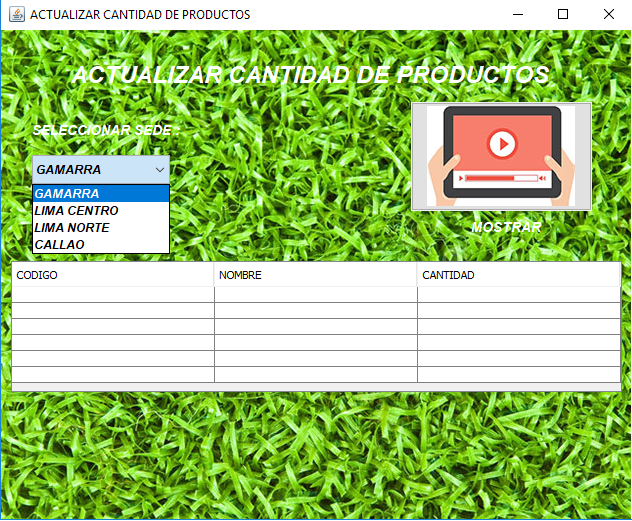 ACTUALIZAR CANTIDAD DE PRODUCTOS
ACTUALIZAR CANTIDAD DE PRODUCTOS
SELECCIONAR SEDE :
GAMARRA
GAMARRA
LIMA CENTRO
LIMA NORTE
CALLAO
MOSTRAR
CODIGO NOMBRE CANTIDAD